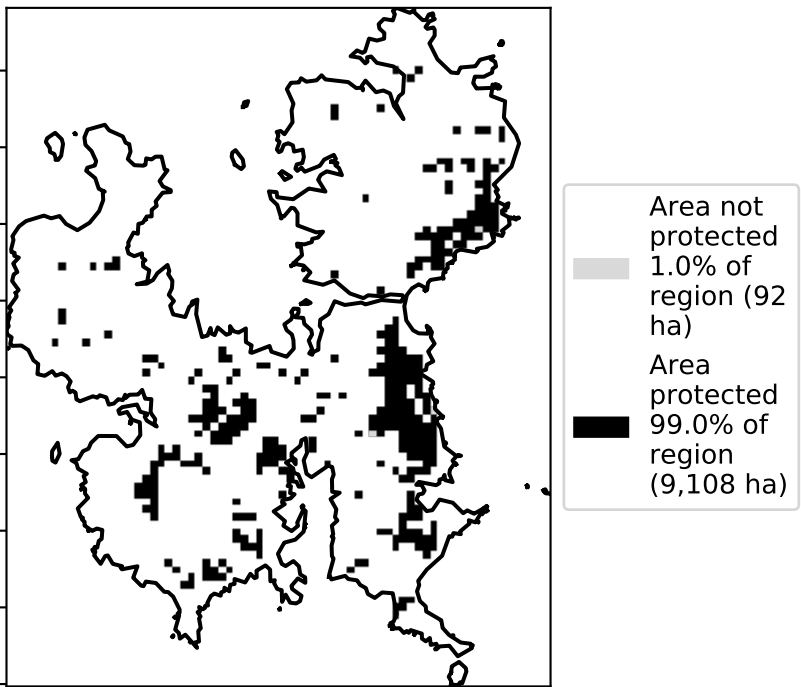 Area not
protected
1.0% of
region (92
ha)
Area
protected
99.0% of
region
(9,108 ha)